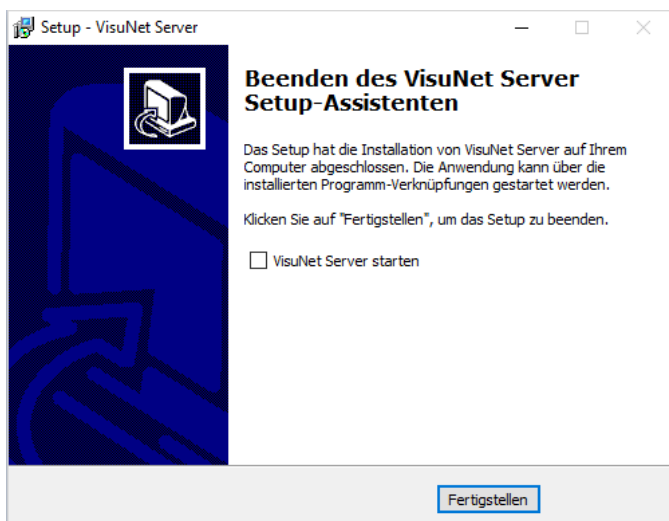 Setup - VisuNet Server
Beenden des VisuNet Server
Setup-Assistenten
Das Setup hat die Installation von VisuNet Server auf Ihrem
Computer abgeschlossen. Die Anwendung kann über die
installierten Programm-Verknüpfungen gestartet werden.
Klicken Sie auf "Fertigstellen", um das Setup zu beenden.
VisuNet Server starten
Fertigstellen